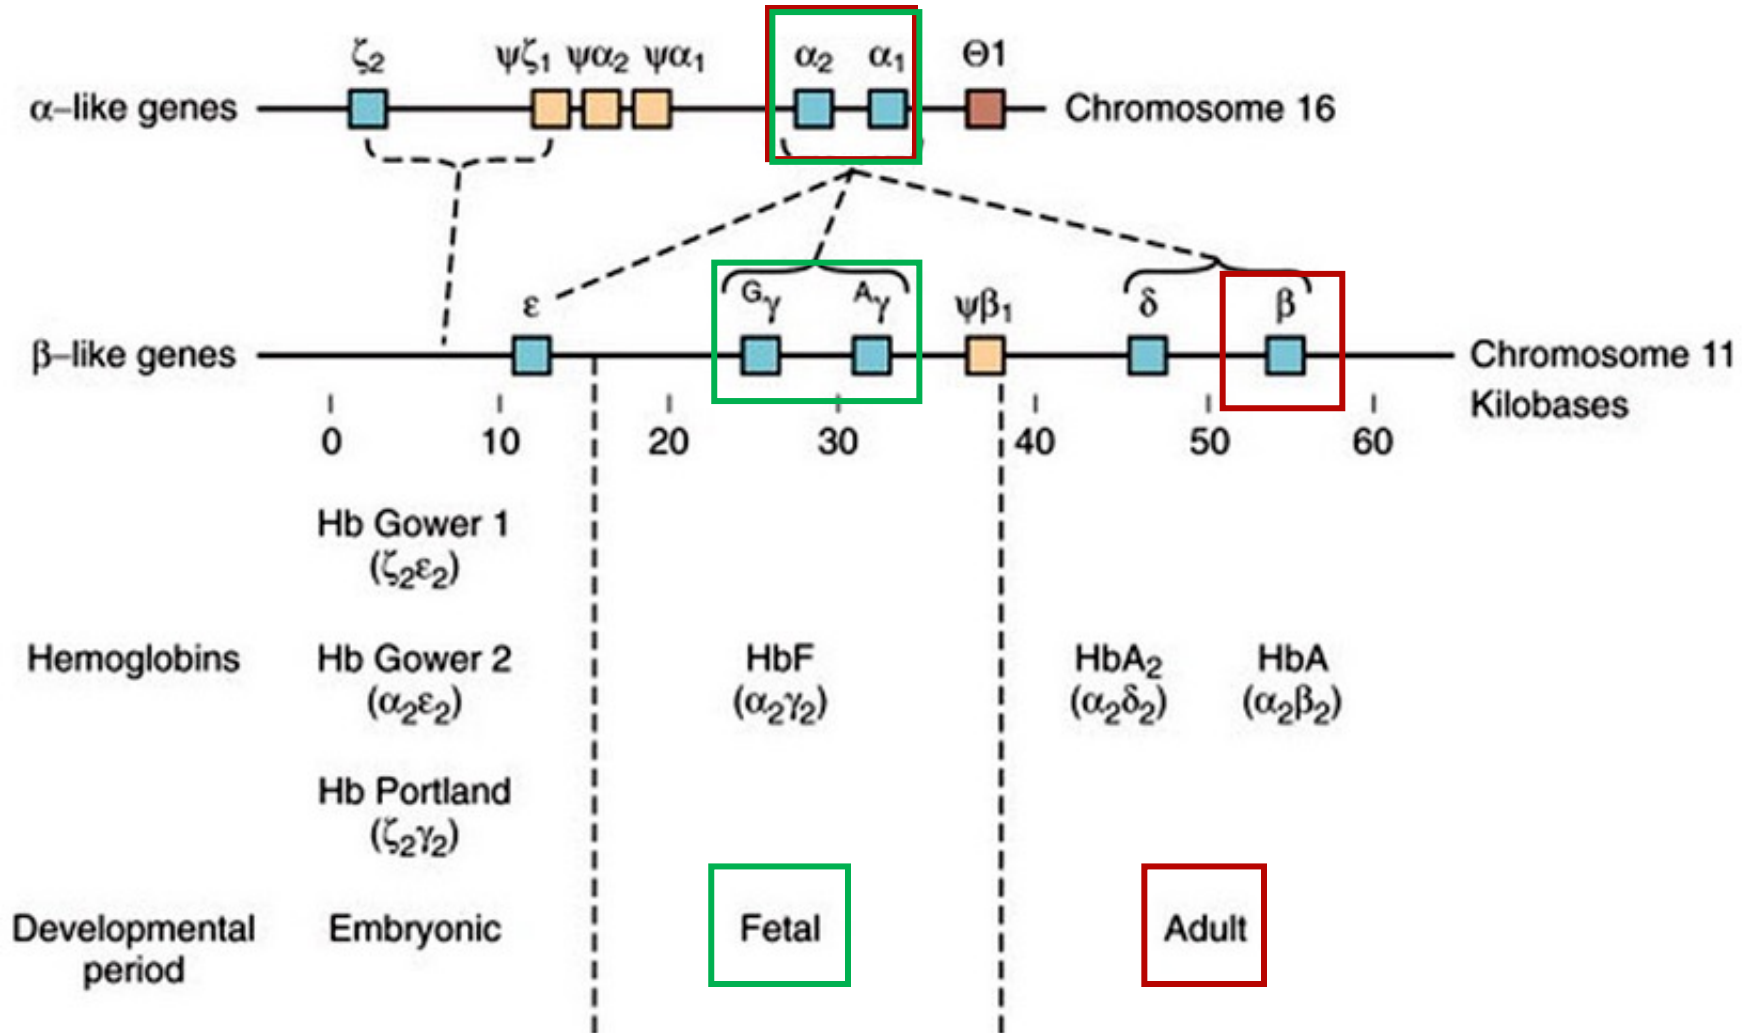 ζ₂ ψζ₁ ψα₂ ψα₁ α₂ α₁ Θ1
α–like genes Chromosome 16
ε Gγ Aγ ψβ₁ δ β
β–like genes Chromosome 11
Kilobases
0 10 20 30 40 50 60
Hb Gower 1
(ζ₂ε₂)
Hemoglobins Hb Gower 2 HbF HbA₂ HbA
(α₂ε₂) (α₂γ₂) (α₂δ₂) (α₂β₂)
Hb Portland
(ζ₂γ₂)
Developmental Embryonic Fetal Adult
period